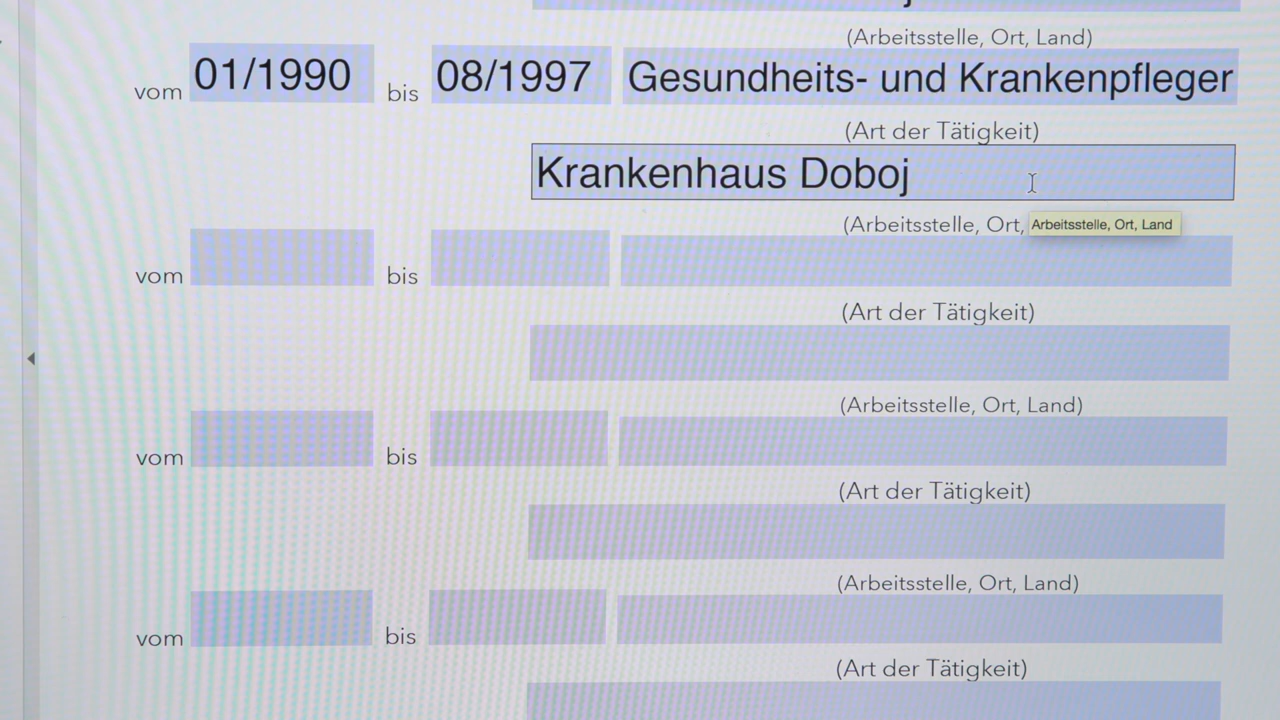 (Arbeitsstelle, Ort, Land)
vom 01/1990 bis 08/1997 Gesundheits- und Krankenpfleger
(Art der Tätigkeit)
Krankenhaus Doboj
(Arbeitsstelle, Ort, Arbeitsstelle, Ort, Land
vom bis
(Art der Tätigkeit)
(Arbeitsstelle, Ort, Land)
vom bis
(Art der Tätigkeit)
(Arbeitsstelle, Ort, Land)
vom bis
(Art der Tätigkeit)